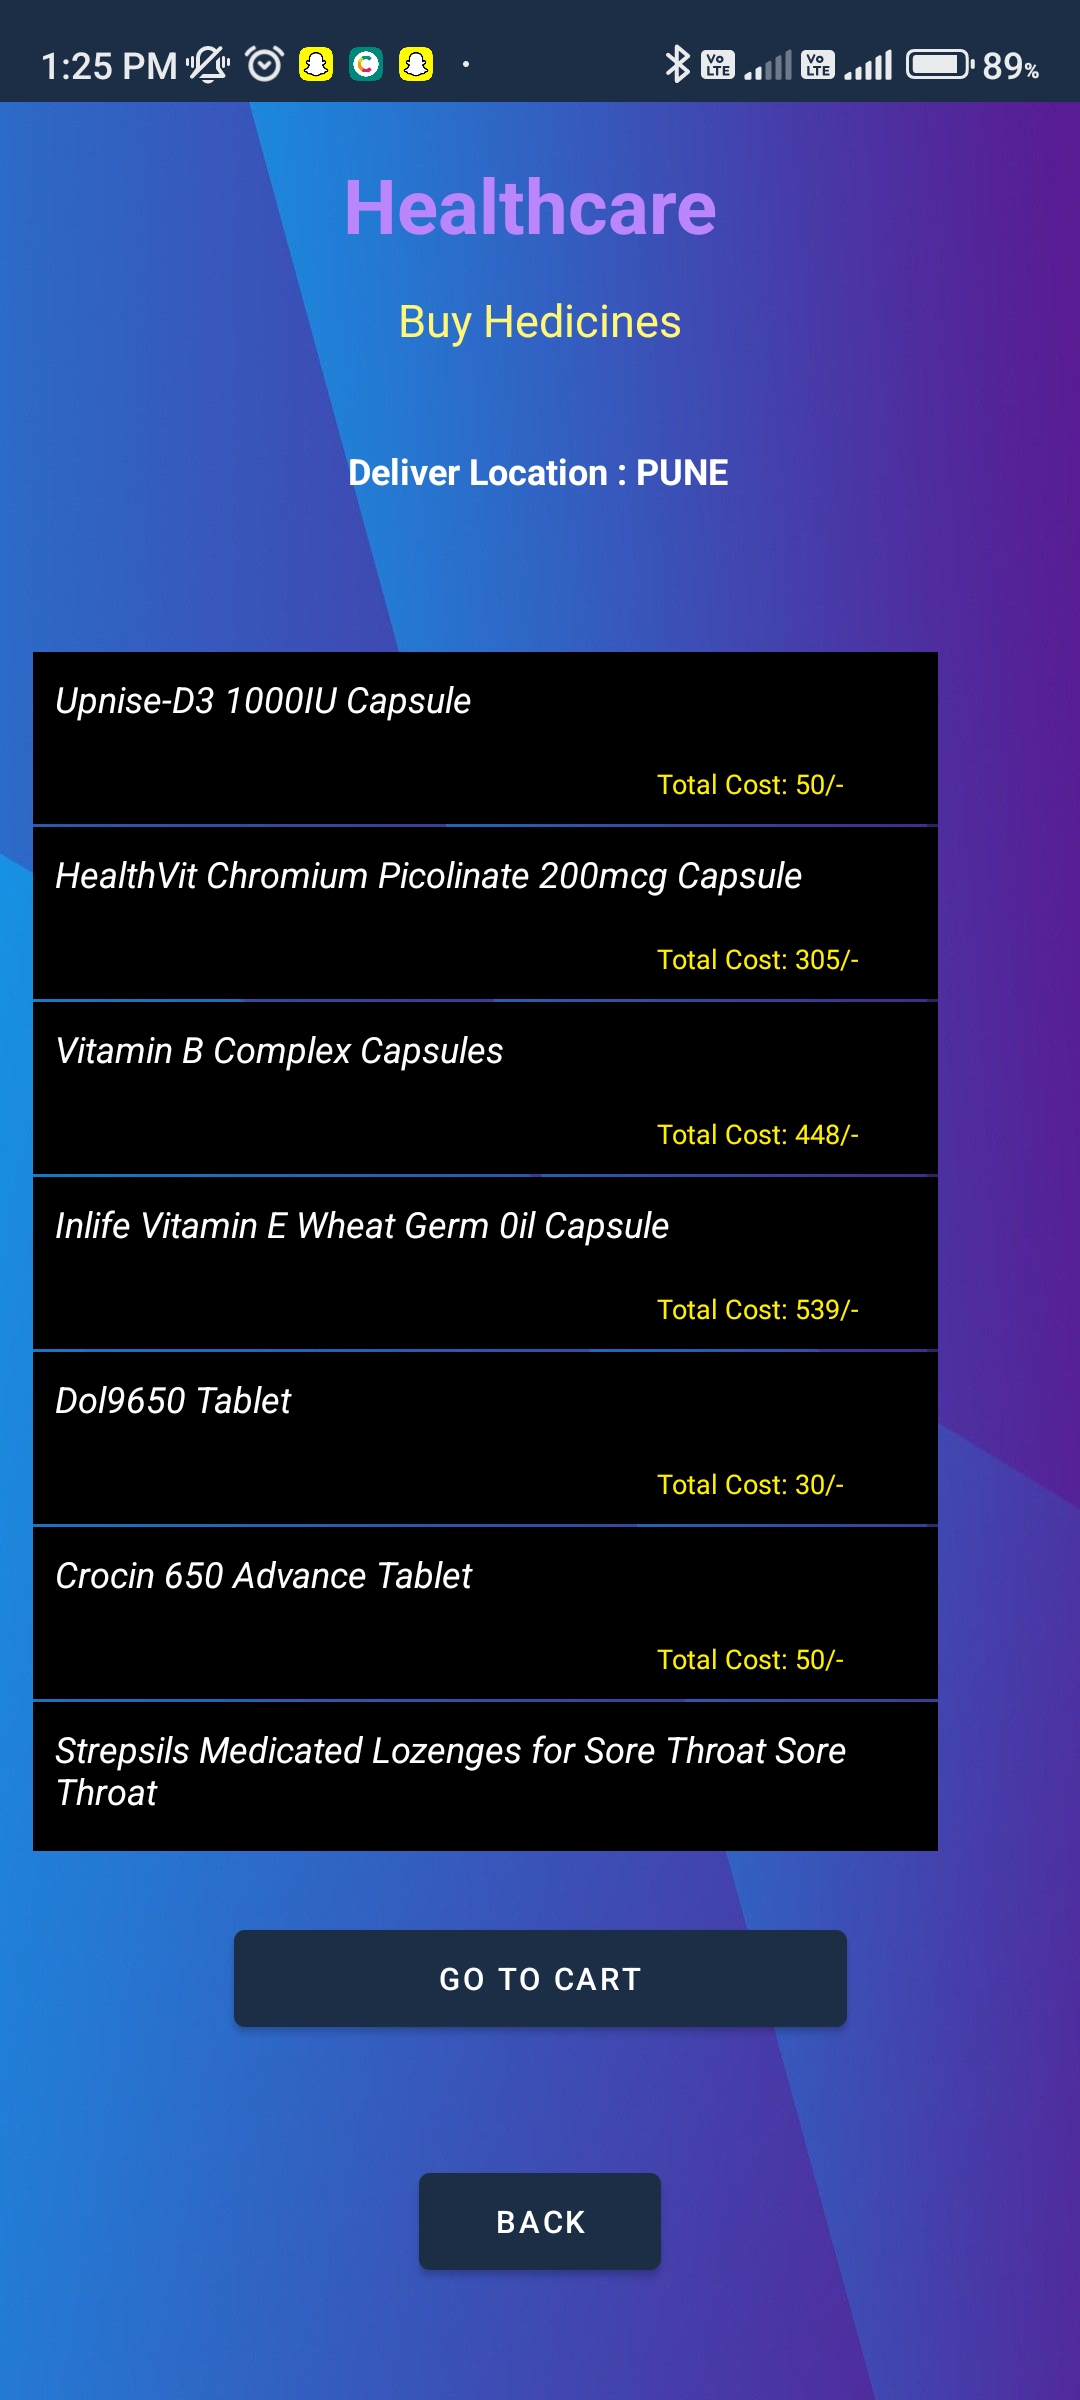 1:25 PM
Vo LTE
Vo LTE
89%
Healthcare
Buy Hedicines
Deliver Location : PUNE
Upnise-D3 1000IU Capsule
Total Cost: 50/-
HealthVit Chromium Picolinate 200mcg Capsule
Total Cost: 305/-
Vitamin B Complex Capsules
Total Cost: 448/-
Inlife Vitamin E Wheat Germ 0il Capsule
Total Cost: 539/-
Dol9650 Tablet
Total Cost: 30/-
Crocin 650 Advance Tablet
Total Cost: 50/-
Strepsils Medicated Lozenges for Sore Throat Sore
Throat
GO TO CART
BACK